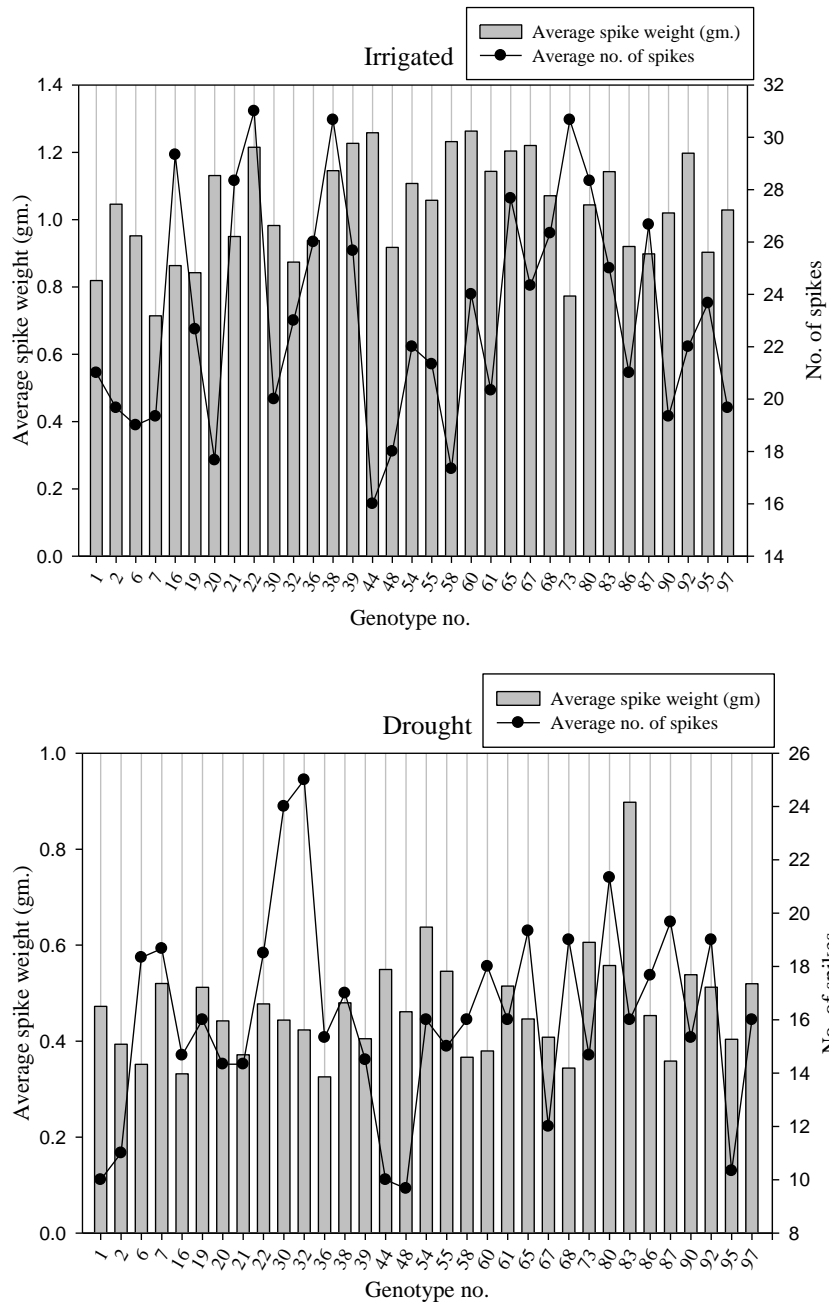 Irrigated
Average spike weight (gm.)
Average no. of spikes
1.4
1.2
1.0
0.8
0.6
0.4
0.2
0.0
Average spike weight (gm.)
32
30
28
26
24
22
20
18
16
14
No. of spikes
1 2 6 7 16 19 20 21 22 30 32 36 38 39 44 48 54 55 58 60 61 65 67 68 73 80 83 86 87 90 92 95 97
Genotype no.
Drought
Average spike weight (gm)
Average no. of spikes
1.0
0.8
0.6
0.4
0.2
0.0
Average spike weight (gm.)
26
24
22
20
18
16
14
12
10
8
No. of spikes
1 2 6 7 16 19 20 21 22 30 32 36 38 39 44 48 54 55 58 60 61 65 67 68 73 80 83 86 87 90 92 95 97
Genotype no.